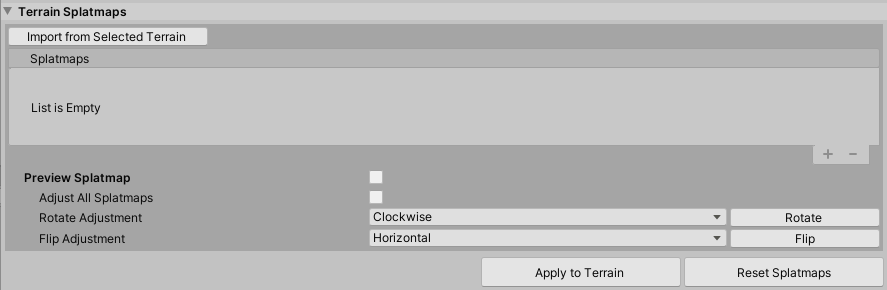 Terrain Splatmaps
Import from Selected Terrain
Splatmaps
List is Empty
+ −
Preview Splatmap
Adjust All Splatmaps
Rotate Adjustment Clockwise Rotate
Flip Adjustment Horizontal Flip
Apply to Terrain Reset Splatmaps